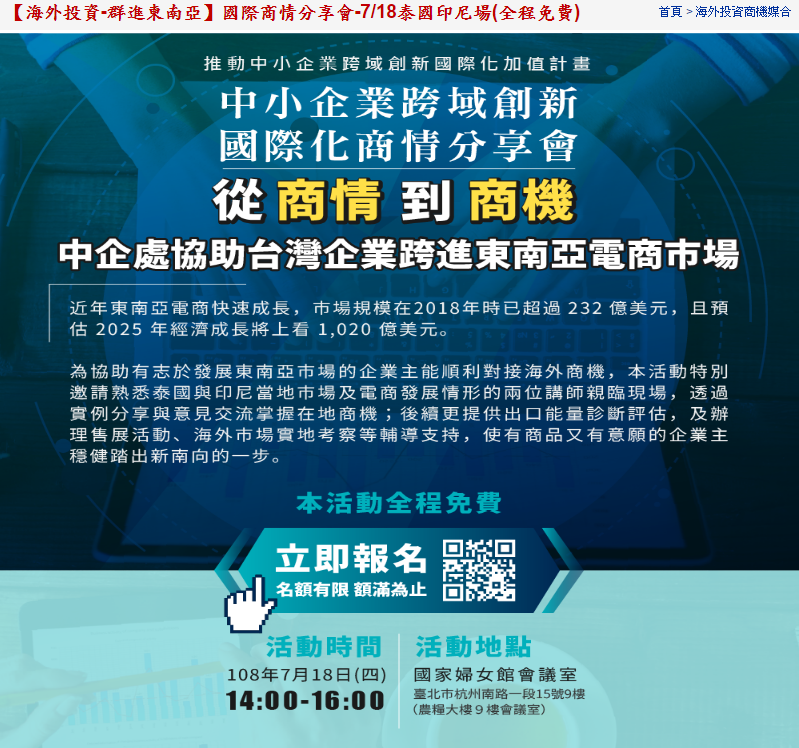 【海外投資-群進東南亞】國際商情分享會-7/18泰國印尼場(全程免費)
首頁 > 海外投資商機媒合
推動中小企業跨域創新國際化加值計畫
中小企業跨域創新
國際化商情分享會
從 商情 到 商機
中企處協助台灣企業跨進東南亞電商市場
近年東南亞電商快速成長，市場規模在2018年時已超過 232 億美元，且預
估 2025 年經濟成長將上看 1,020 億美元。
為協助有志於發展東南亞市場的企業主能順利對接海外商機，本活動特別
邀請熟悉泰國與印尼當地市場及電商發展情形的兩位講師親臨現場，透過
實例分享與意見交流掌握在地商機；後續更提供出口能量診斷評估，及辦
理售展活動、海外市場實地考察等輔導支持，使有商品又有意願的企業主
穩健踏出新南向的一步。
本活動全程免費
立即報名
名額有限 額滿為止
活動時間
108年7月18日(四)
14:00-16:00
活動地點
國家婦女館會議室
臺北市杭州南路一段15號9樓
（農糧大樓９樓會議室）